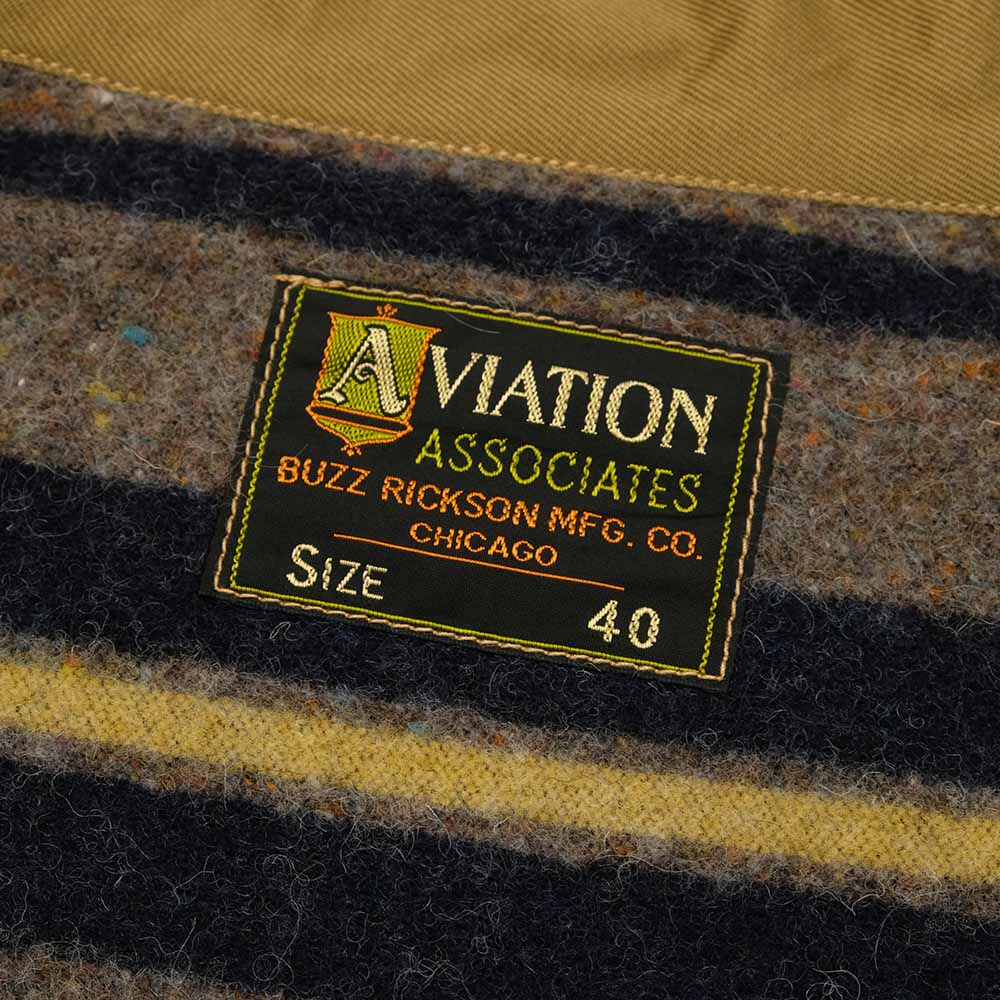 AVIATION
ASSOCIATES
BUZZ RICKSON MFG. CO.
CHICAGO
SIZE 40